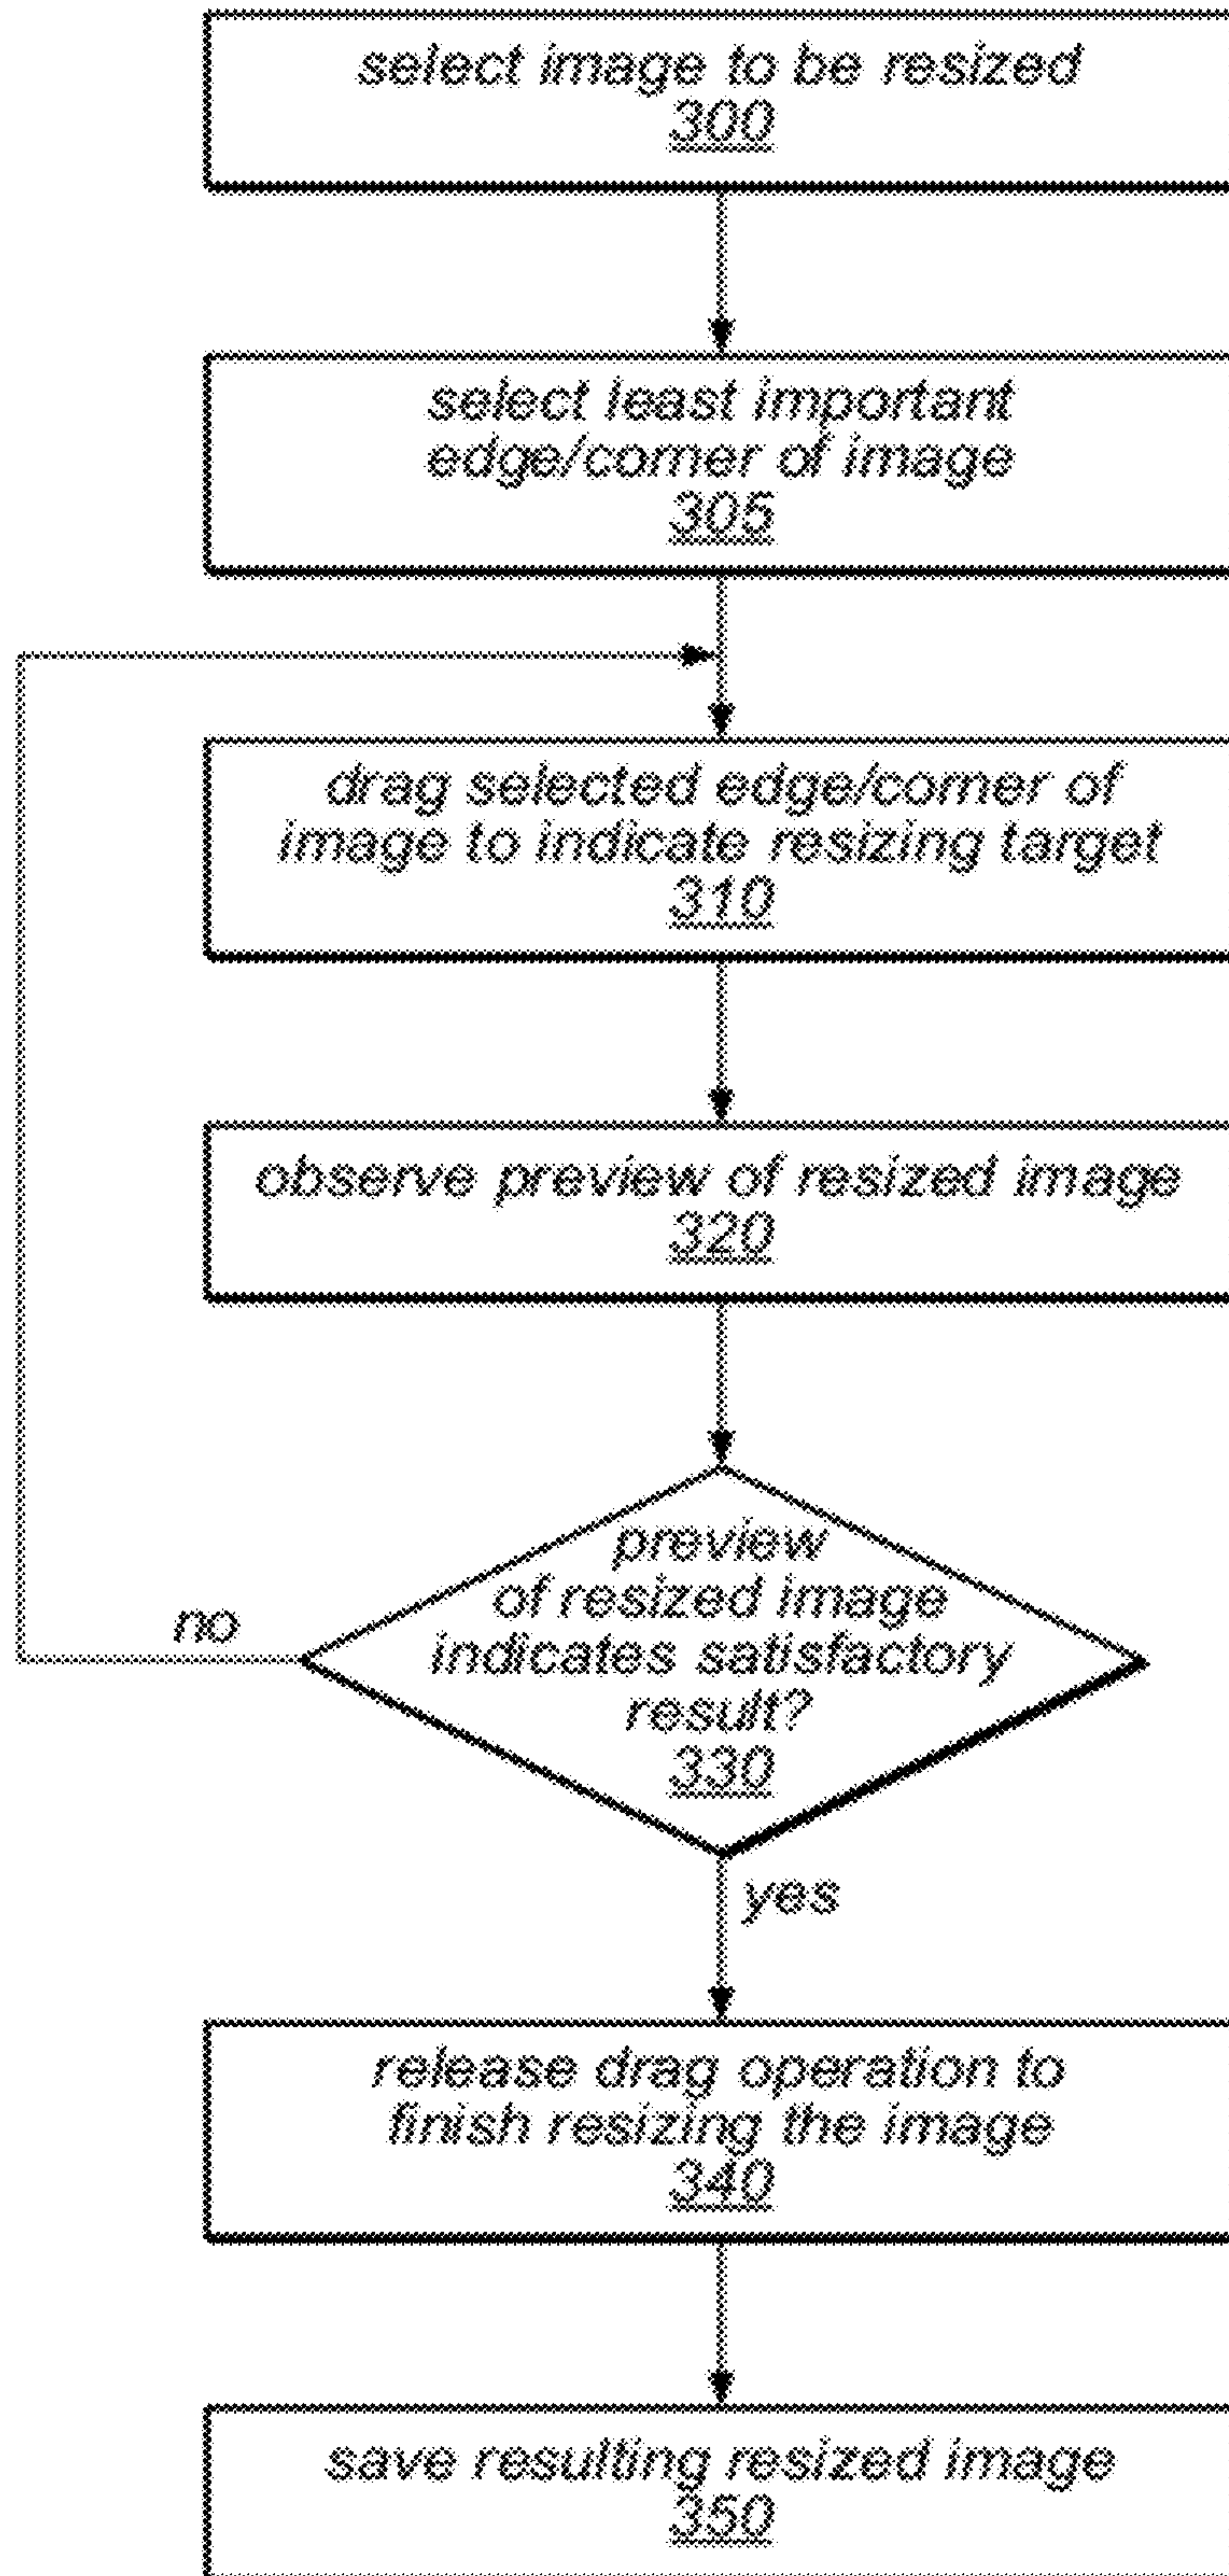 select image to be resized
300
select least important
edge/corner of image
305
drag selected edge/corner of
image to indicate resizing target
310
observe preview of resized image
320
preview
of resized image
indicates satisfactory
result?
330
no
yes
release drag operation to
finish resizing the image
340
save resulting resized image
350